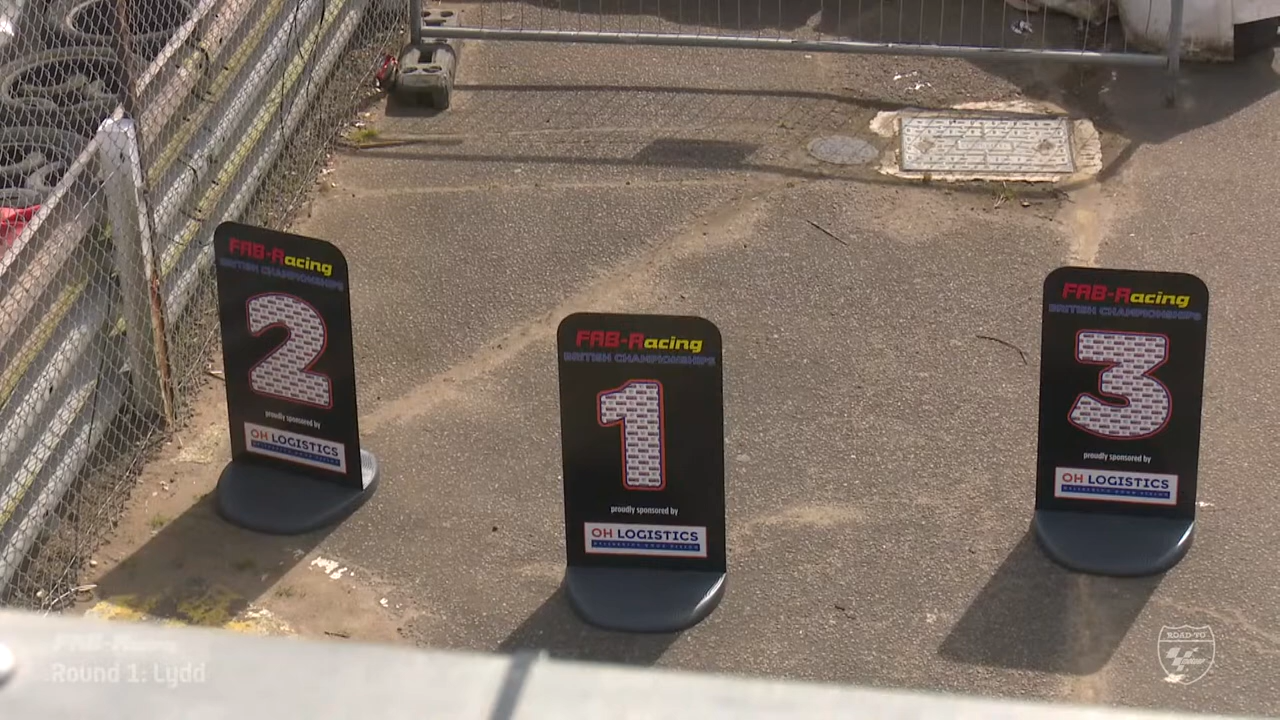 FAB-Racing
BRITISH CHAMPIONSHIPS
2
proudly sponsored by
OH LOGISTICS
FAB-Racing
BRITISH CHAMPIONSHIPS
1
proudly sponsored by
OH LOGISTICS
FAB-Racing
BRITISH CHAMPIONSHIPS
3
proudly sponsored by
OH LOGISTICS
FAB-Racing
Round 1: Lydd
ROAD TO